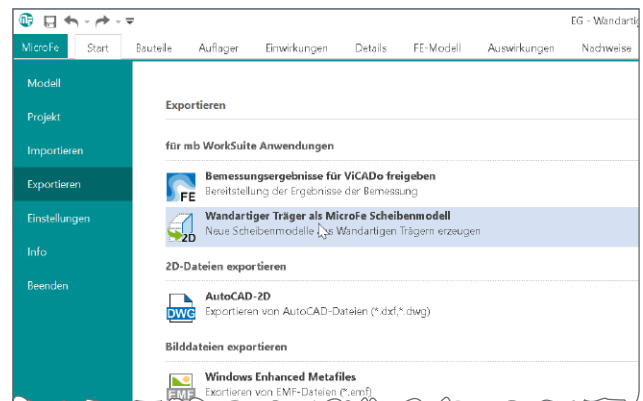 EG - Wandartig
MicroFe Start Bauteile Auflager Einwirkungen Details FE-Modell Auswirkungen Nachweise
Modell
Projekt
Importieren
Exportieren
Einstellungen
Info
Beenden
Exportieren
für mb WorkSuite Anwendungen
FE
Bemessungsergebnisse für ViCADo freigeben
Bereitstellung der Ergebnisse der Bemessung
2D
Wandartiger Träger als MicroFe Scheibenmodell
Neue Scheibenmodelle aus Wandartigen Trägern erzeugen
2D-Dateien exportieren
DWG
AutoCAD-2D
Exportieren von AutoCAD-Dateien (*.dxf,*.dwg)
Bilddateien exportieren
EMF
Windows Enhanced Metafiles
Exortieren von EMF-Dateien (*.emf)